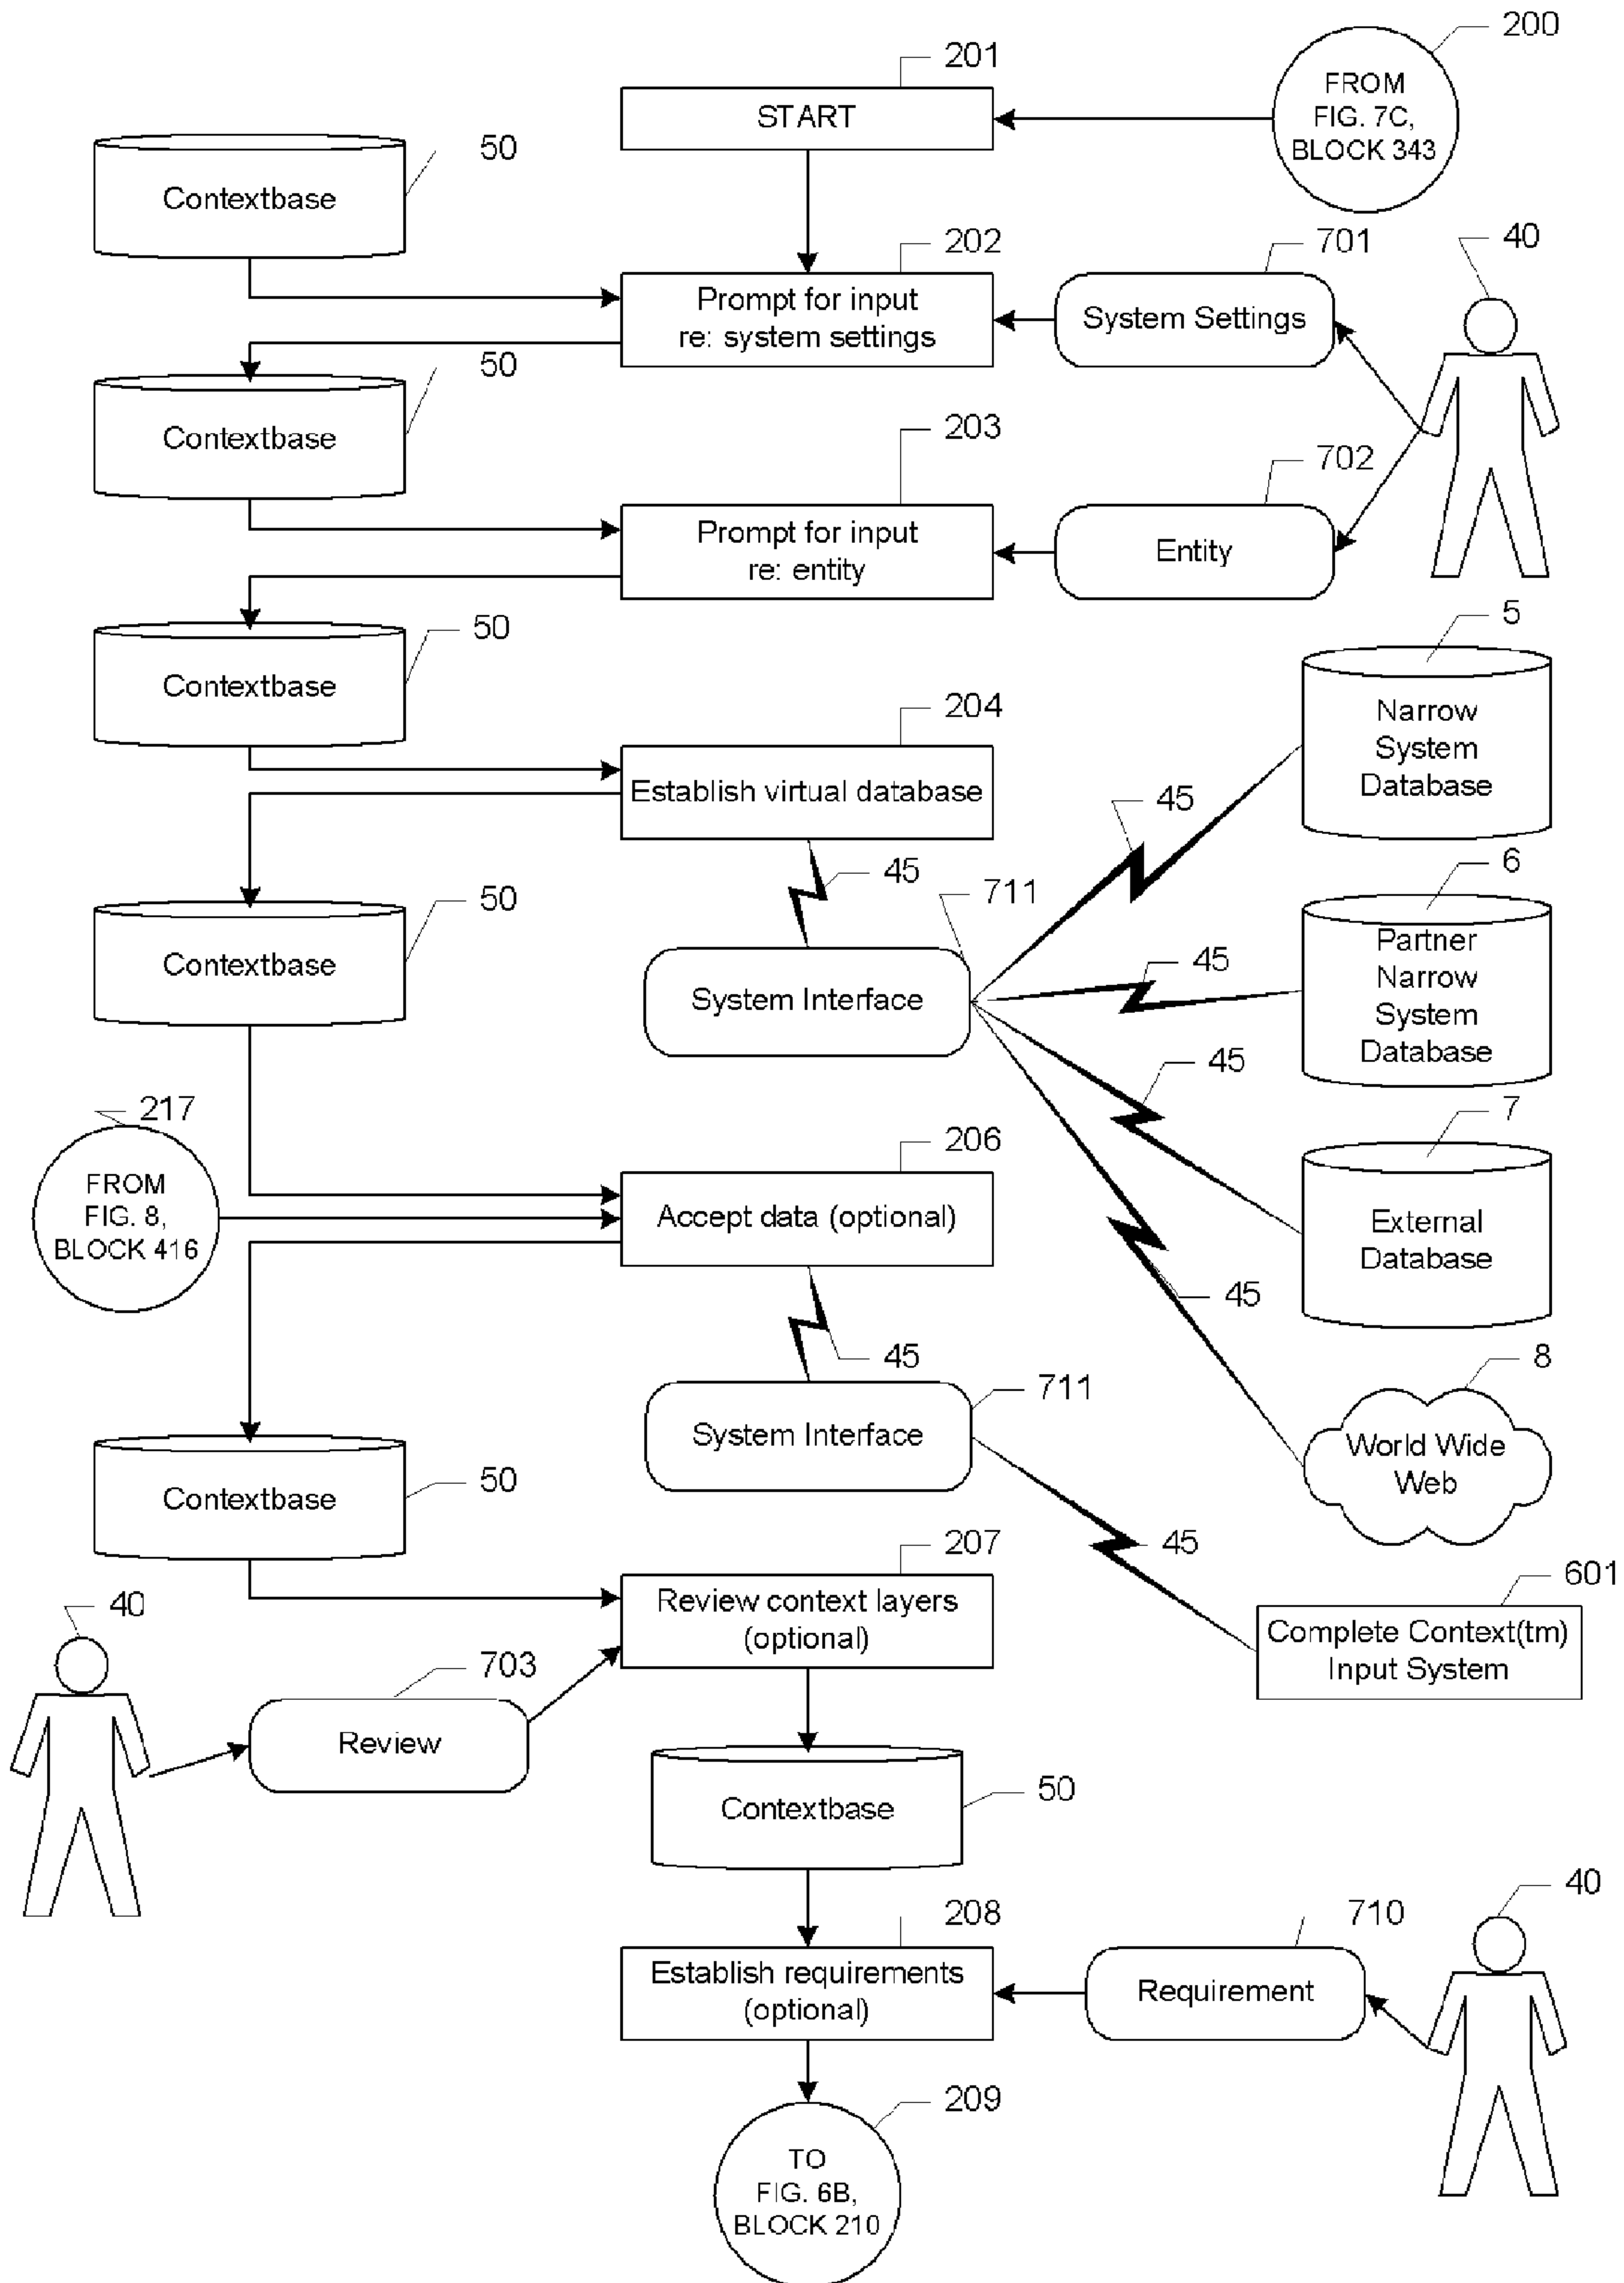 200
201
FROM
FIG. 7C,
BLOCK 343
START
50
Contextbase
202
701
40
Prompt for input
re: system settings
System Settings
50
Contextbase
203
702
Prompt for input
re: entity
Entity
50
Contextbase
5
Narrow
System
Database
204
Establish virtual database
45
45
50
Contextbase
711
System Interface
6
Partner
Narrow
System
Database
45
45
217
FROM
FIG. 8,
BLOCK 416
206
Accept data (optional)
7
External
Database
45
45
711
System Interface
8
World Wide
Web
50
Contextbase
45
207
Review context layers
(optional)
601
Complete Context(tm)
Input System
40
703
Review
50
Contextbase
208
710
40
Establish requirements
(optional)
Requirement
209
TO
FIG. 6B,
BLOCK 210